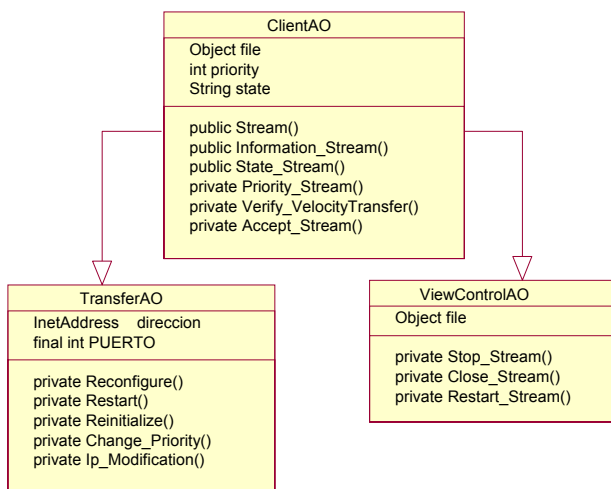 ClientAO
Object file
int priority
String state
public Stream()
public Information_Stream()
public State_Stream()
private Priority_Stream()
private Verify_VelocityTransfer()
private Accept_Stream()
TransferAO
InetAddress direccion
final int PUERTO
private Reconfigure()
private Restart()
private Reinitialize()
private Change_Priority()
private Ip_Modification()
ViewControlAO
Object file
private Stop_Stream()
private Close_Stream()
private Restart_Stream()